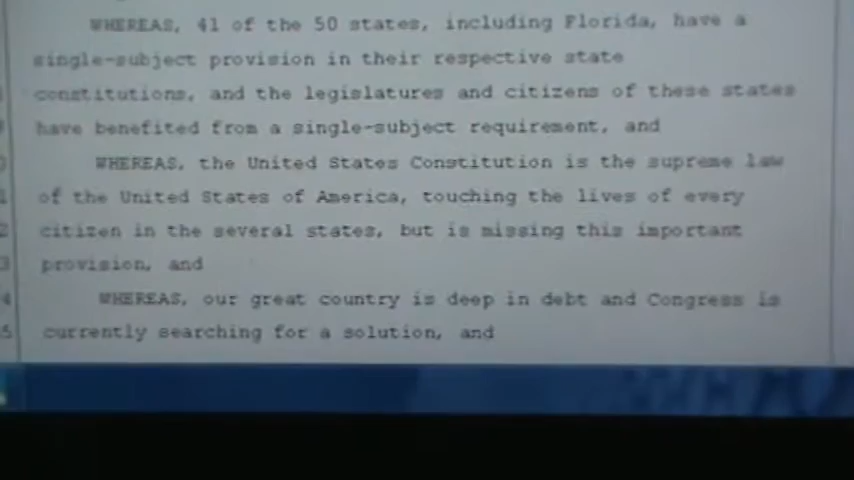 WHEREAS, 41 of the 50 states, including Florida, have a
single-subject provision in their respective state
constitutions, and the legislatures and citizens of these states
have benefited from a single-subject requirement, and
WHEREAS, the United States Constitution is the supreme law
of the United States of America, touching the lives of every
citizen in the several states, but is missing this important
provision, and
WHEREAS, our great country is deep in debt and Congress is
currently searching for a solution, and